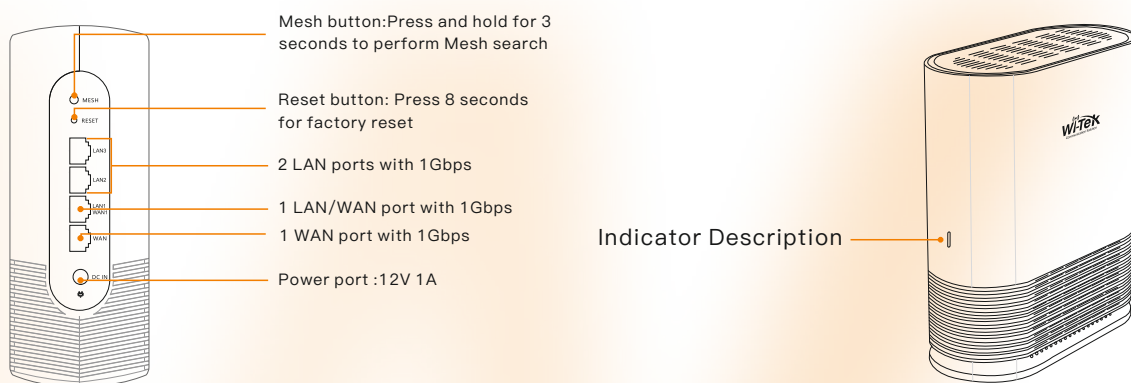 Mesh button:Press and hold for 3
seconds to perform Mesh search
MESH
Reset button: Press 8 seconds
for factory reset
RESET
LAN3
2 LAN ports with 1Gbps
LAN2
LAN1
WAN1
1 LAN/WAN port with 1Gbps
WAN
1 WAN port with 1Gbps
DC IN
Power port :12V 1A
Wi-TeK
Indicator Description